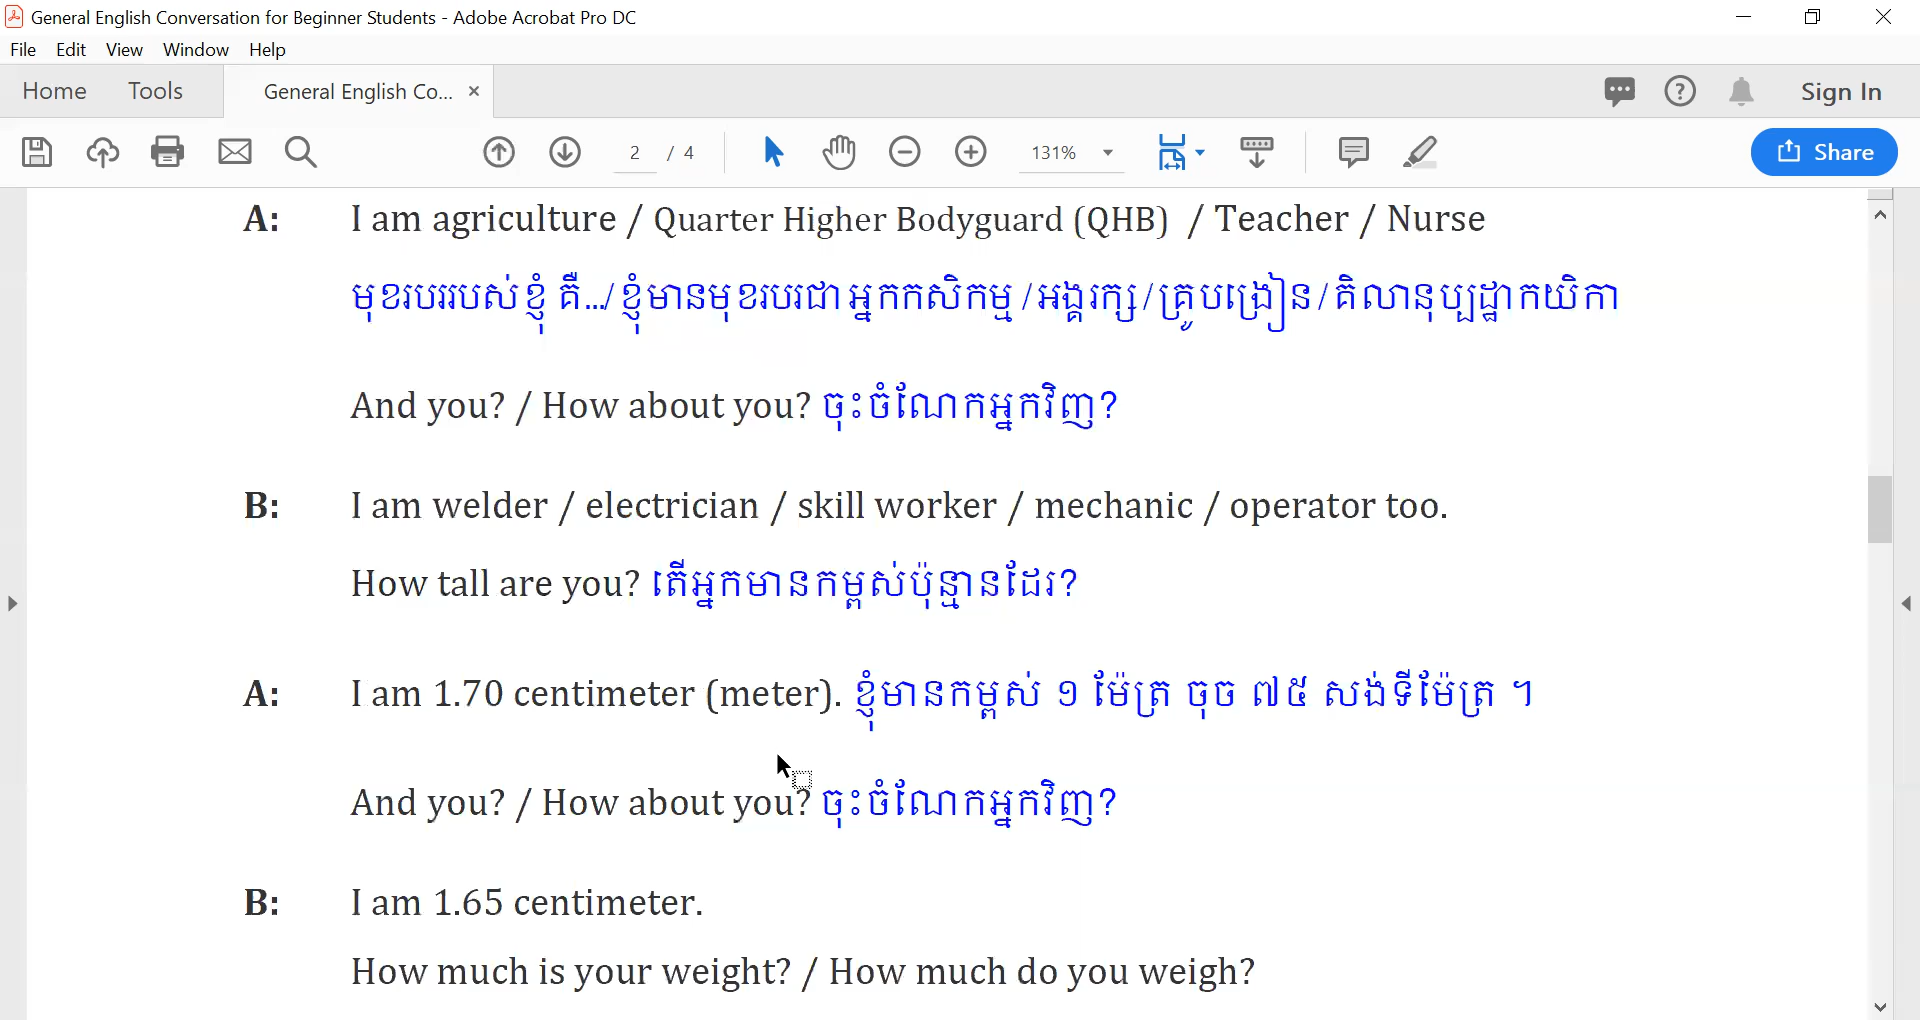 General English Conversation for Beginner Students - Adobe Acrobat Pro DC
File Edit View Window Help
Home Tools General English Co... × Sign In
2 / 4 131% Share
A: I am agriculture / Quarter Higher Bodyguard (QHB) / Teacher / Nurse
មុខរបររបស់ខ្ញុំ គឺ.../ ខ្ញុំមានមុខរបរជា អ្នកកសិកម្ម / អង្គរក្ស / គ្រូបង្រៀន / គិលានុប្បដ្ឋាកយិកា
And you? / How about you? ចុះចំណែកអ្នកវិញ?
B: I am welder / electrician / skill worker / mechanic / operator too.
How tall are you? តើអ្នកមានកម្ពស់ប៉ុន្មានដែរ?
A: I am 1.70 centimeter (meter). ខ្ញុំមានកម្ពស់ ១ ម៉ែត្រ ចុច ៧៥ សង់ទីម៉ែត្រ ។
And you? / How about you? ចុះចំណែកអ្នកវិញ?
B: I am 1.65 centimeter.
How much is your weight? / How much do you weigh?